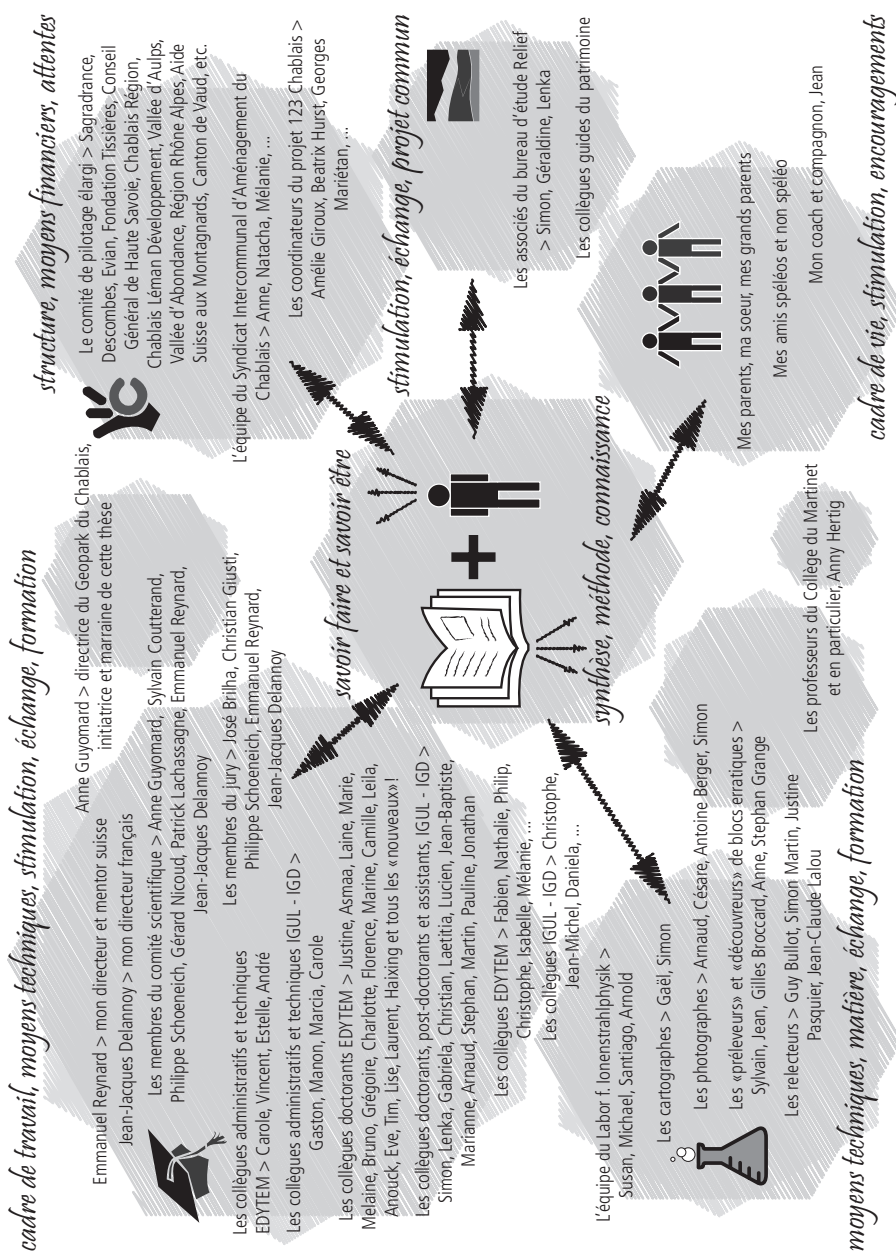 cadre de travail, moyens techniques, stimulation, échange, formation
Anne Guyomard > directrice du Geopark du Chablais,
initiatrice et marraine de cette thèse
Emmanuel Reynard > mon directeur et mentor suisse
Jean-Jacques Delannoy > mon directeur français
Les membres du comité scientifique > Anne Guyomard, Sylvain Coutterand,
Philippe Schoeneich, Gérard Nicoud, Patrick Lachassagne, Emmanuel Reynard,
Jean-Jacques Delannoy
Les membres du jury > José Brilha, Christian Giusti,
Philippe Schoeneich, Emmanuel Reynard,
Jean-Jacques Delannoy
Les collègues administratifs et techniques
EDYTEM > Carole, Vincent, Estelle, André
Les collègues administratifs et techniques IGUL - IGD >
Gaston, Manon, Marcia, Carole
Les collègues doctorants EDYTEM > Justine, Asmaa, Laine, Marie,
Melaine, Bruno, Grégoire, Charlotte, Florence, Marine, Camille, Leila,
Anouck, Eve, Tim, Lise, Laurent, Haixing et tous les «nouveaux»!
Les collègues doctorants, post-doctorants et assistants, IGUL - IGD >
Simon, Lenka, Gabriela, Christian, Laetitia, Lucien, Jean-Baptiste,
Marianne, Arnaud, Stephan, Martin, Pauline, Jonathan
Les collègues EDYTEM > Fabien, Nathalie, Philip,
Christophe, Isabelle, Mélanie, ...
Les collègues IGUL - IGD > Christophe,
Jean-Michel, Daniela, ...
structure, moyens financiers, attentes
Le comité de pilotage élargi > Sagradrance,
Descombes, Evian, Fondation Tissières, Conseil
Général de Haute Savoie, Chablais Région,
Chablais Léman Développement, Vallée d'Aulps,
Vallée d'Abondance, Région Rhône Alpes, Aide
Suisse aux Montagnards, Canton de Vaud, etc.
L'équipe du Syndicat Intercommunal d'Aménagement du
Chablais > Anne, Natacha, Mélanie, ...
Les coordinateurs du projet 123 Chablais >
Amélie Giroux, Beatrix Hurst, Georges
Mariétan, ...
savoir faire et savoir être
synthèse, méthode, connaissance
stimulation, échange, projet commun
Les associés du bureau d'étude Relief
> Simon, Géraldine, Lenka
Les collègues guides du patrimoine
L'équipe du Labor f. Ionenstrahlphysik >
Susan, Michael, Santiago, Arnold
Les cartographes > Gaël, Simon
Les photographes > Arnaud, Césare, Antoine Berger, Simon
Les «préleveurs» et «découvreurs» de blocs erratiques >
Sylvain, Jean, Gilles Broccard, Anne, Stephan Grange
Les relecteurs > Guy Bullot, Simon Martin, Justine
Pasquier, Jean-Claude Lalou
moyens techniques, matière, échange, formation
Les professeurs du Collège du Martinet
et en particulier, Anny Hertig
Mes parents, ma soeur, mes grands parents
Mes amis spéléos et non spéléo
Mon coach et compagnon, Jean
cadre de vie, stimulation, encouragements